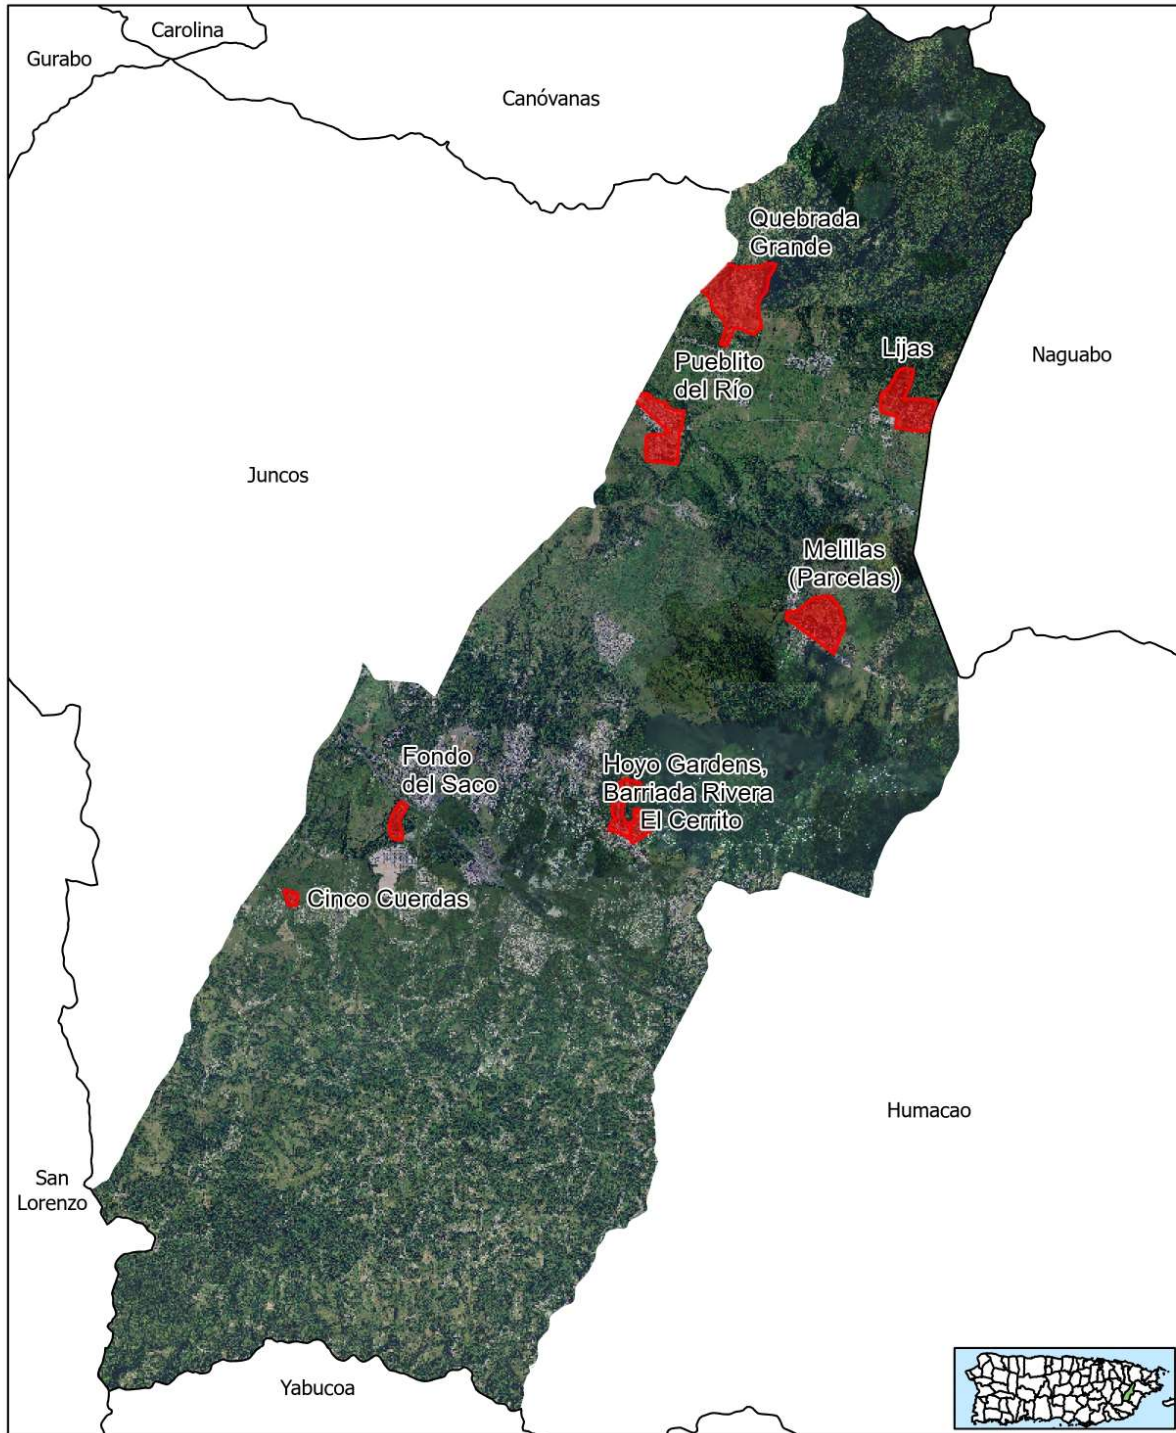 Carolina
Gurabo
Canóvanas
Quebrada
Grande
Lijas
Naguabo
Pueblito
del Río
Juncos
Melillas
(Parcelas)
Fondo
del Saco
Hoyo Gardens,
Barriada Rivera
El Cerrito
Cinco Cuerdas
Humacao
San
Lorenzo
Yabucoa